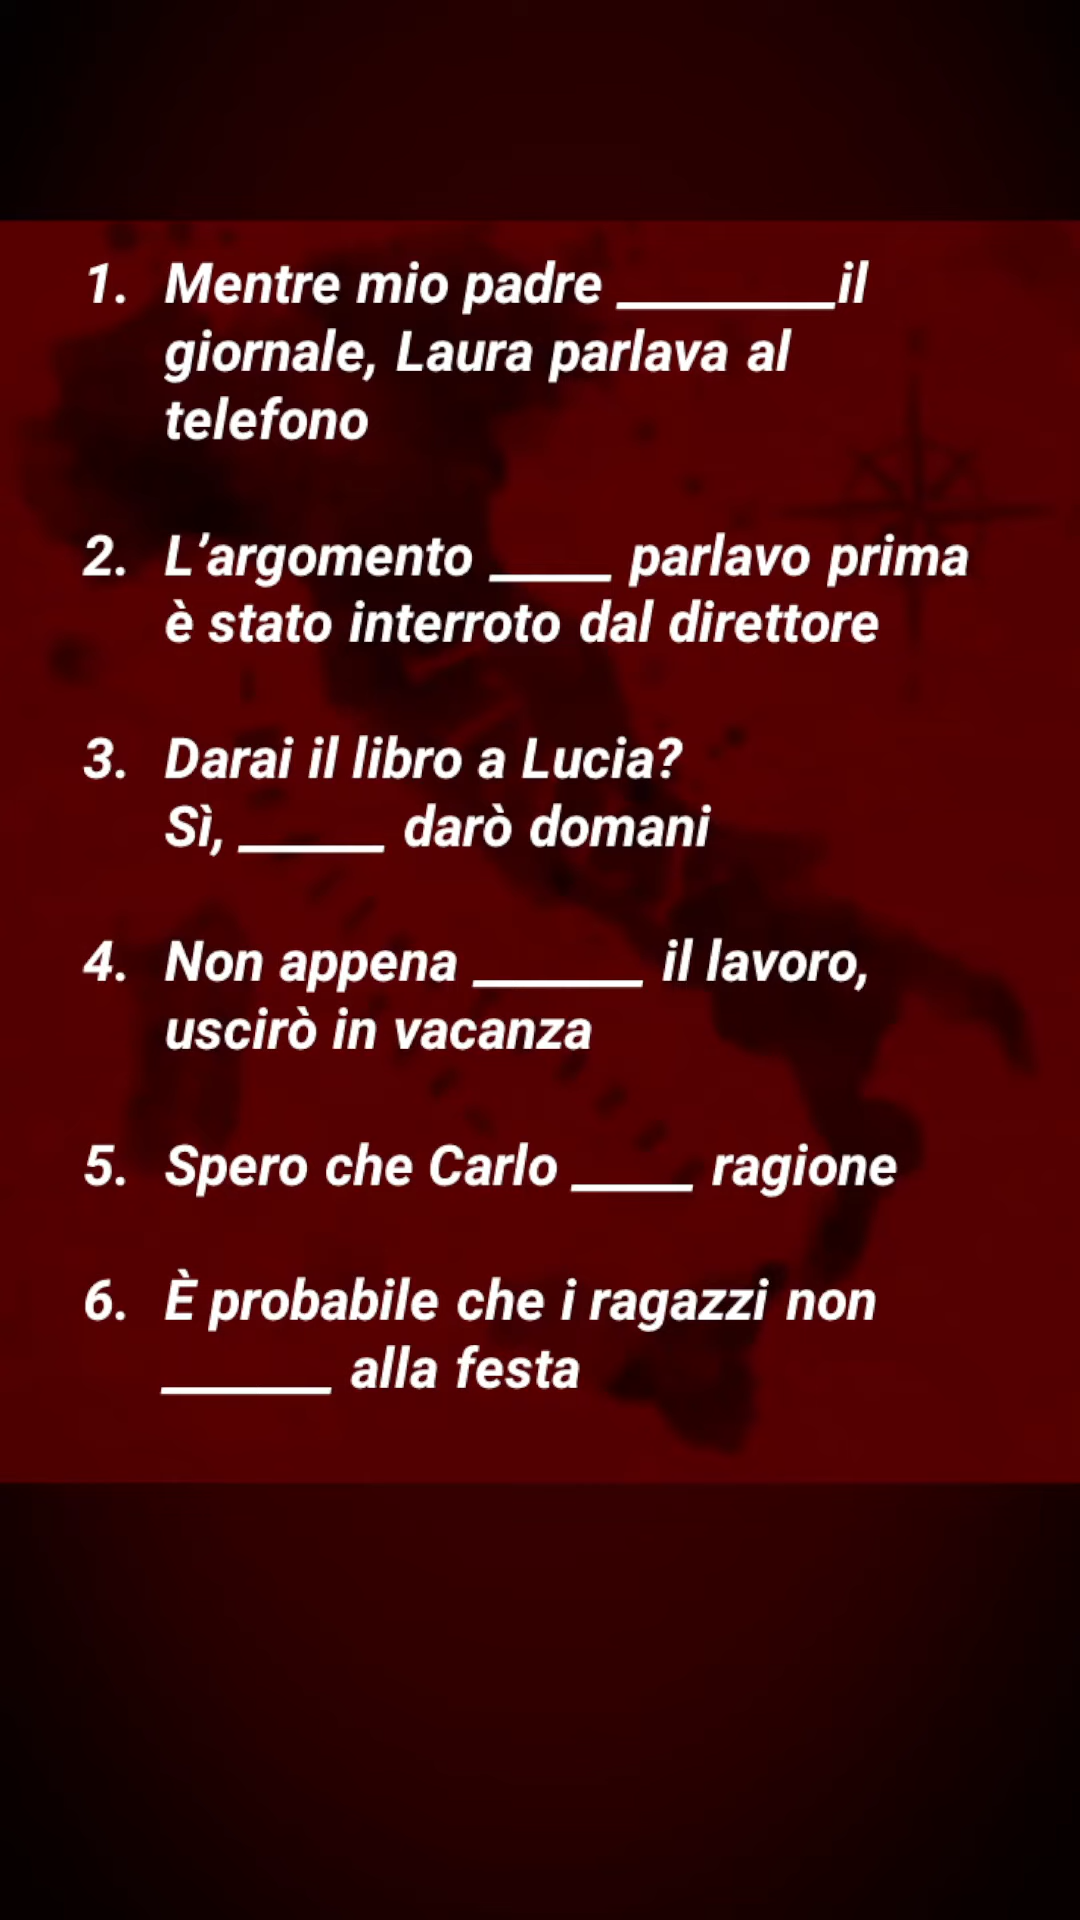 1. Mentre mio padre _________il
giornale, Laura parlava al
telefono
2. L’argomento _____ parlavo prima
è stato interroto dal direttore
3. Darai il libro a Lucia?
Sì, ______ darò domani
4. Non appena _______ il lavoro,
uscirò in vacanza
5. Spero che Carlo _____ ragione
6. È probabile che i ragazzi non
_______ alla festa